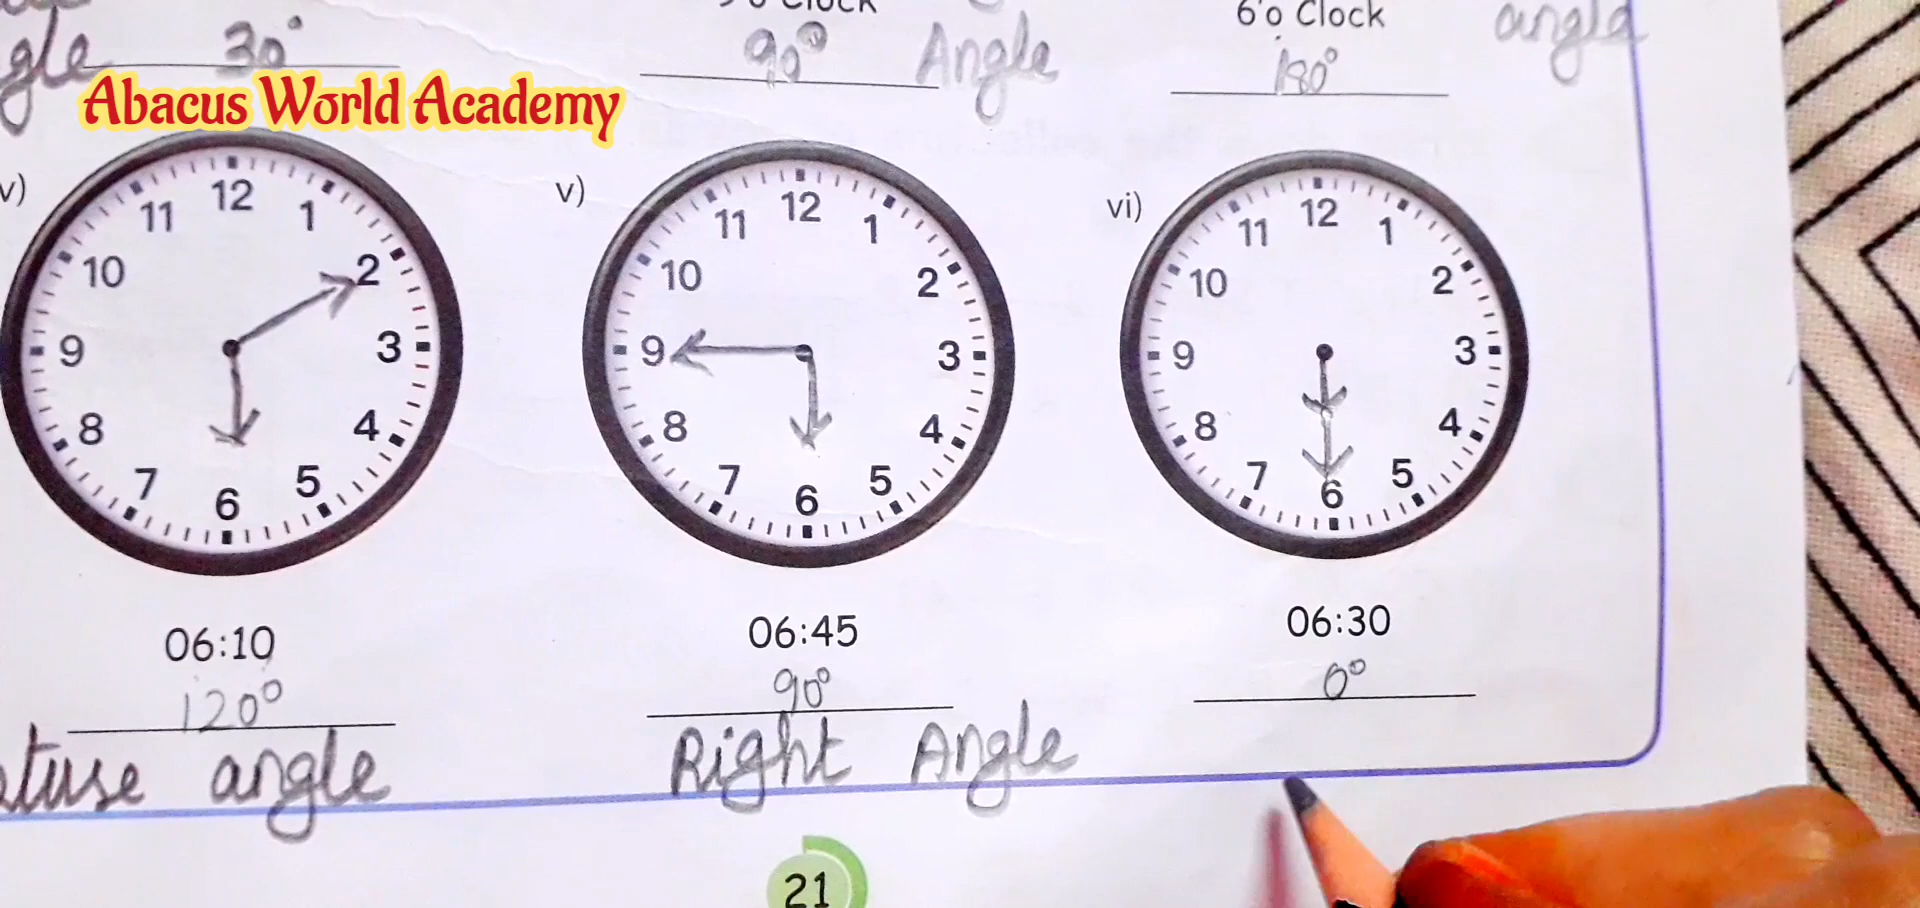 6'o Clock
gle 30°
90° Angle
180°
angle
Abacus World Academy
v)
12
11 1
10 2
9 3
8 4
7 5
6
06:10
120°
tuse angle
v)
12
11 1
10 2
9 3
8 4
7 5
6
06:45
90°
Right Angle
vi)
12
11 1
10 2
9 3
8 4
7 5
6
06:30
0°
21